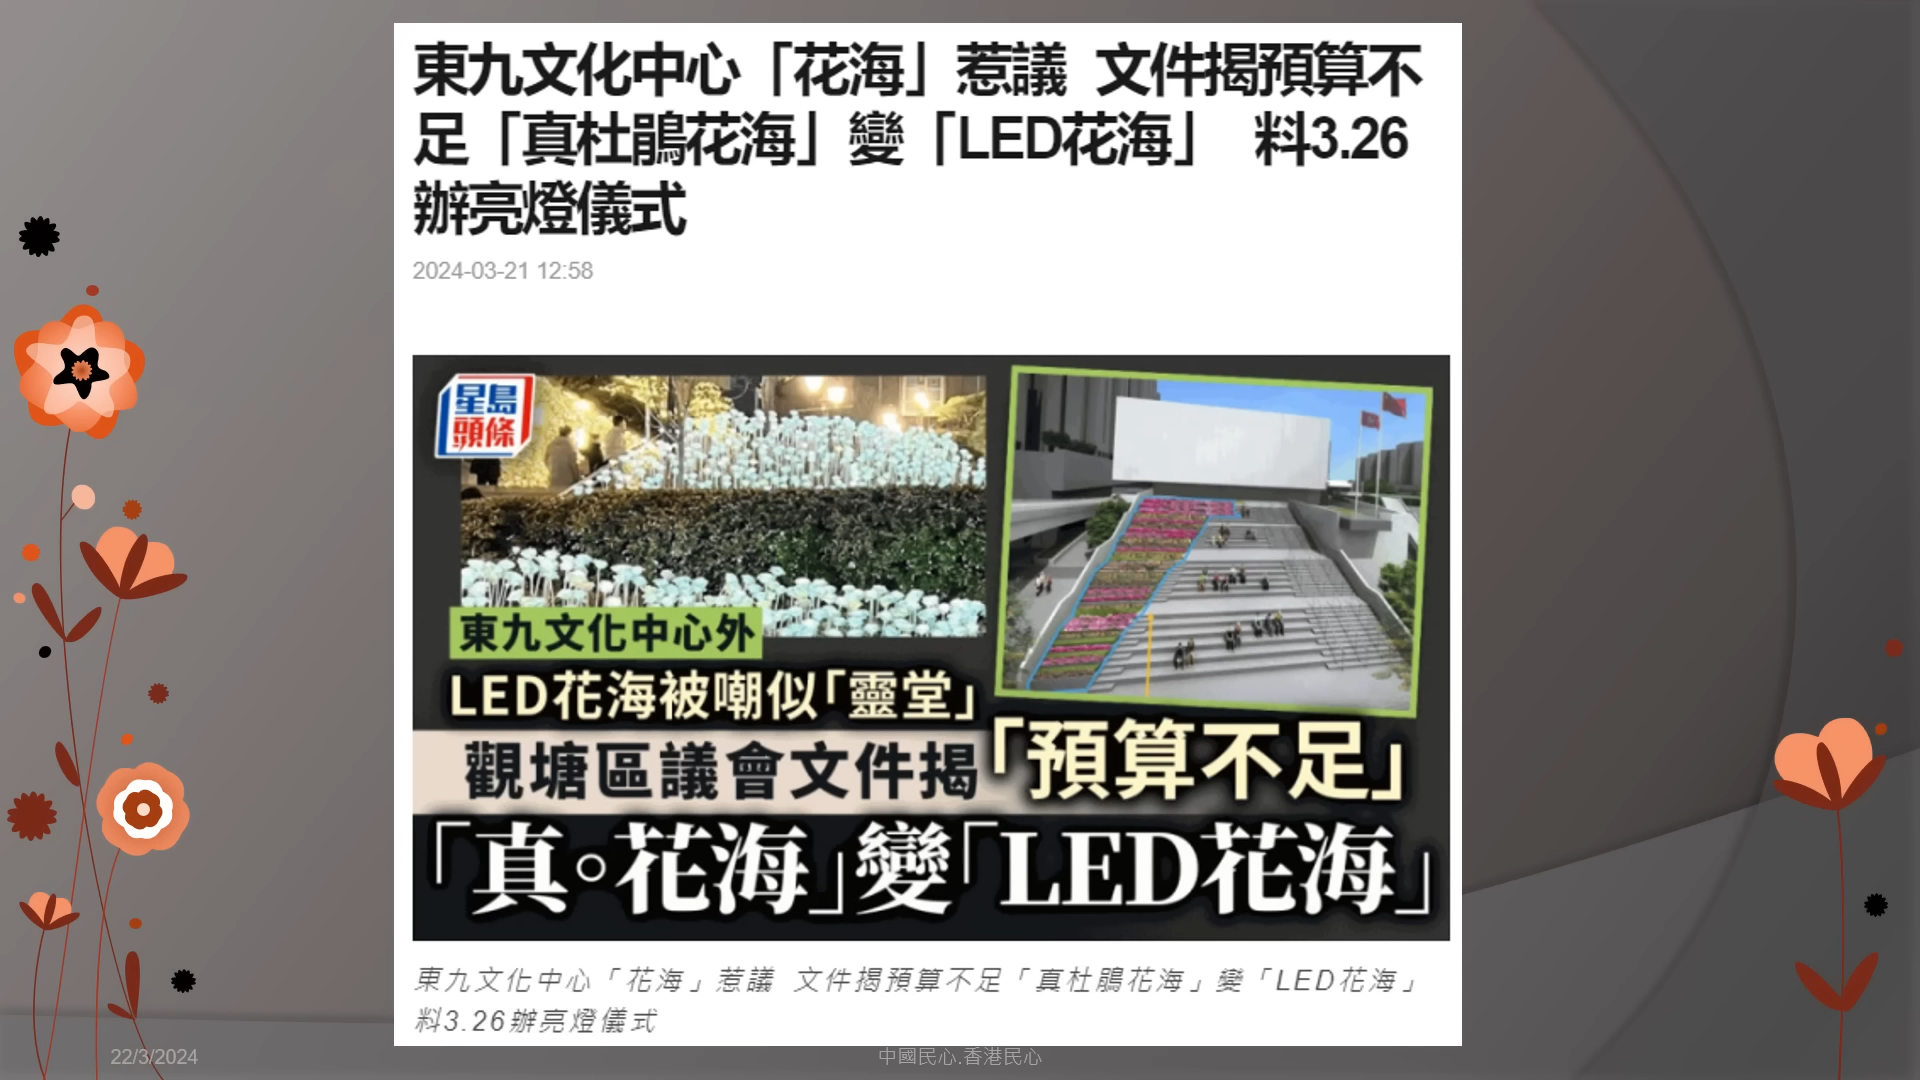 東九文化中心「花海」惹議 文件揭預算不
足「真杜鵑花海」變「LED花海」 料3.26
辦亮燈儀式
2024-03-21 12:58
星島
頭條
東九文化中心外
LED花海被嘲似「靈堂」
觀塘區議會文件揭「預算不足」
「真。花海」變「LED花海」
東九文化中心「花海」惹議 文件揭預算不足「真杜鵑花海」變「LED花海」
料3.26辦亮燈儀式
22/3/2024
中國民心.香港民心